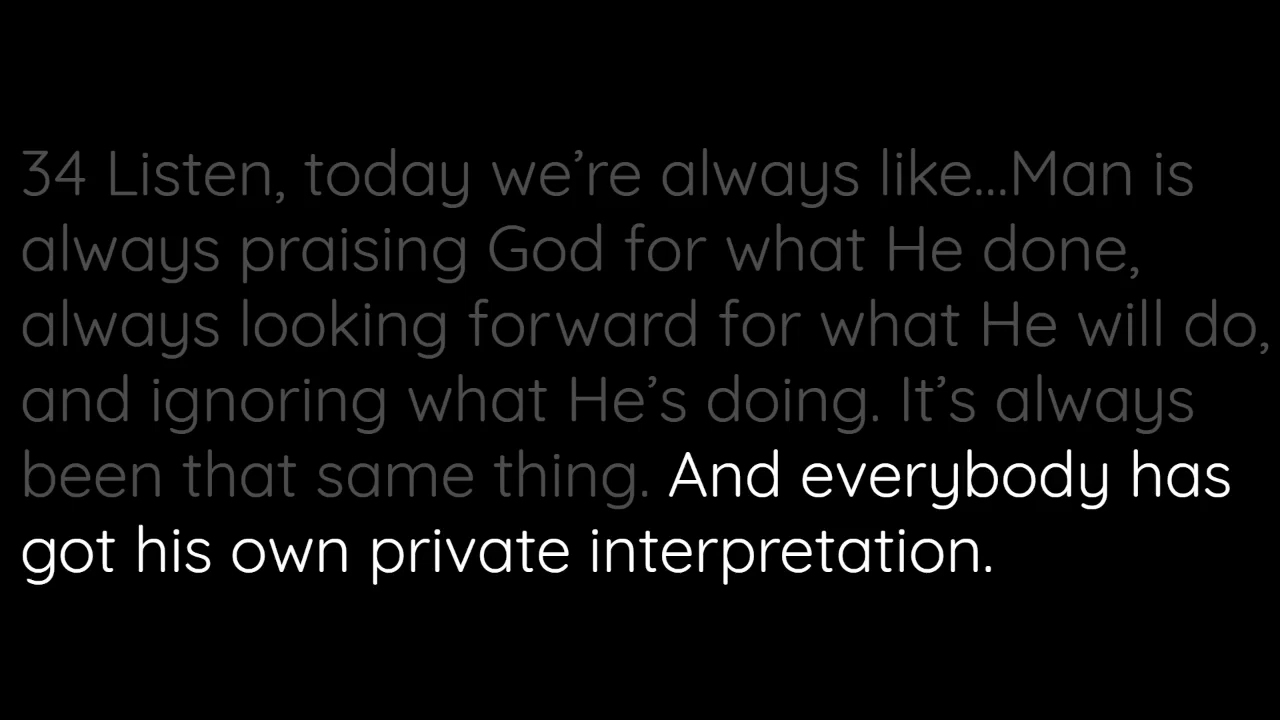 34 Listen, today we’re always like...Man is
always praising God for what He done,
always looking forward for what He will do,
and ignoring what He’s doing. It’s always
been that same thing. And everybody has
got his own private interpretation.